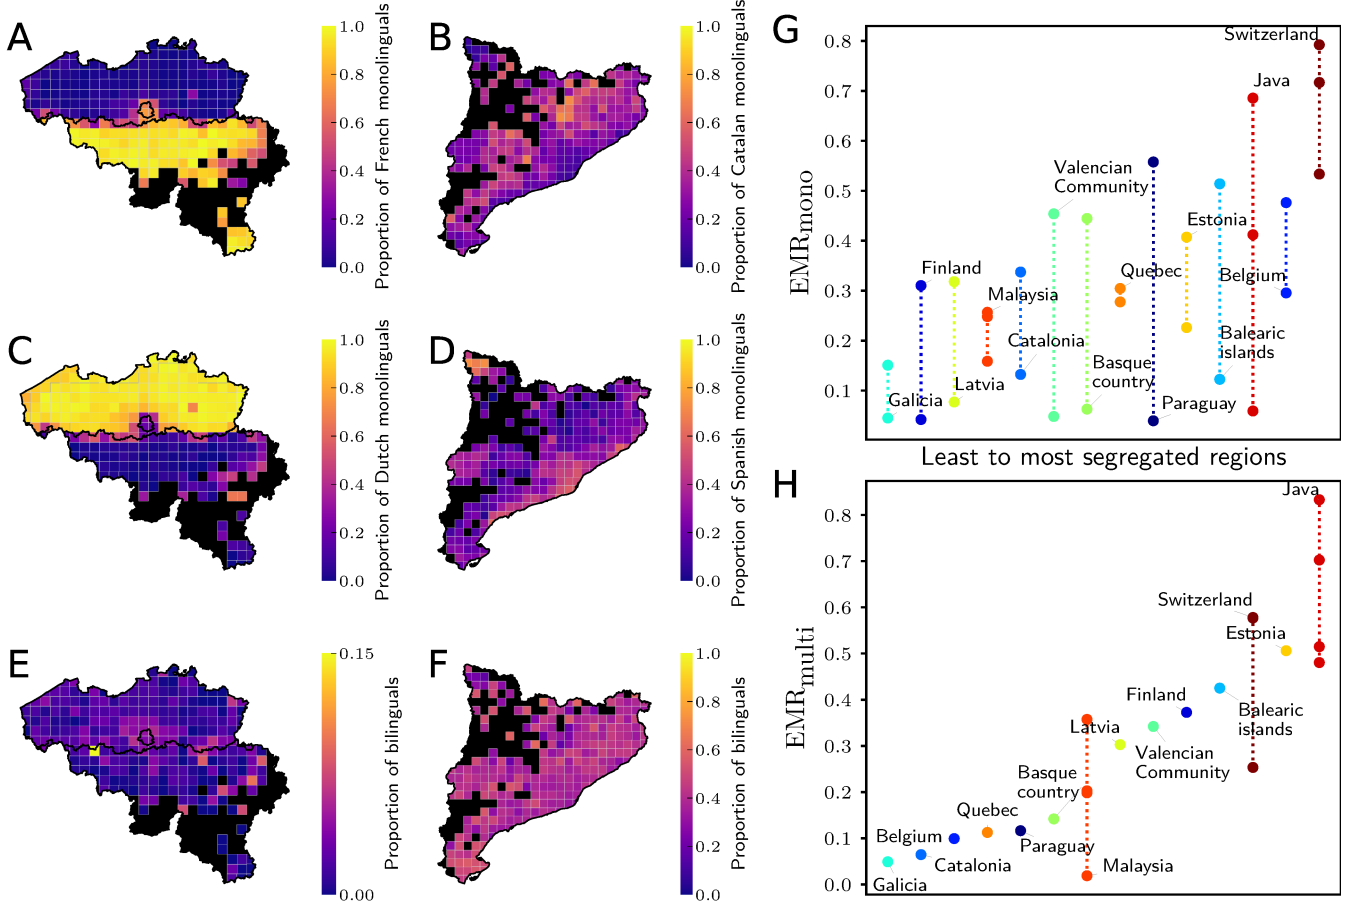 A
1.0
0.8
0.6
0.4
0.2
0.0
Proportion of French monolinguals
B
1.0
0.8
0.6
0.4
0.2
0.0
Proportion of Catalan monolinguals
C
1.0
0.8
0.6
0.4
0.2
0.0
Proportion of Dutch monolinguals
D
1.0
0.8
0.6
0.4
0.2
0.0
Proportion of Spanish monolinguals
E
0.15
0.00
Proportion of bilinguals
F
1.0
0.8
0.6
0.4
0.2
0.0
Proportion of bilinguals
G
EMRmono
0.8
0.7
0.6
0.5
0.4
0.3
0.2
0.1
Switzerland
Java
Valencian
Community
Estonia
Finland
Quebec
Belgium
Malaysia
Catalonia
Balearic
islands
Basque
country
Latvia
Galicia
Paraguay
Least to most segregated regions
H
EMRmulti
0.8
0.7
0.6
0.5
0.4
0.3
0.2
0.1
0.0
Java
Switzerland
Estonia
Finland
Balearic
islands
Latvia
Valencian
Community
Basque
country
Quebec
Belgium
Paraguay
Catalonia
Malaysia
Galicia